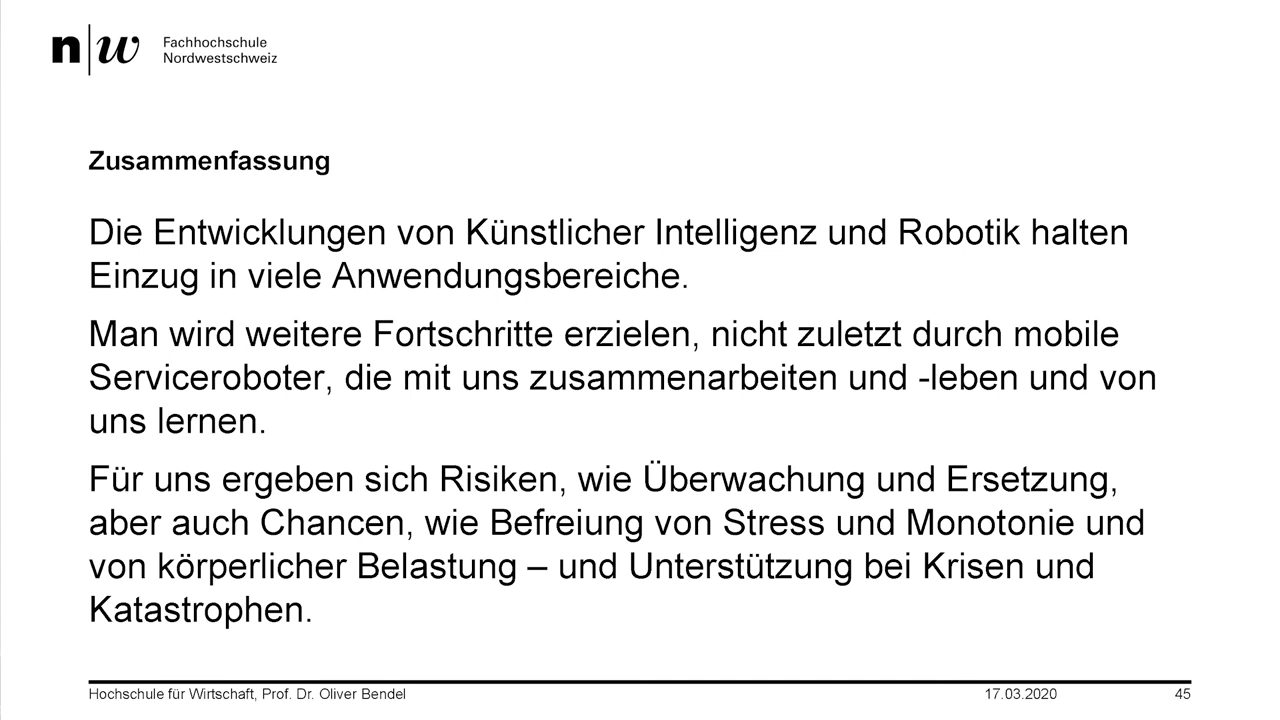 n|w Fachhochschule
Nordwestschweiz
Zusammenfassung
Die Entwicklungen von Künstlicher Intelligenz und Robotik halten
Einzug in viele Anwendungsbereiche.
Man wird weitere Fortschritte erzielen, nicht zuletzt durch mobile
Serviceroboter, die mit uns zusammenarbeiten und -leben und von
uns lernen.
Für uns ergeben sich Risiken, wie Überwachung und Ersetzung,
aber auch Chancen, wie Befreiung von Stress und Monotonie und
von körperlicher Belastung – und Unterstützung bei Krisen und
Katastrophen.
Hochschule für Wirtschaft, Prof. Dr. Oliver Bendel 17.03.2020 45